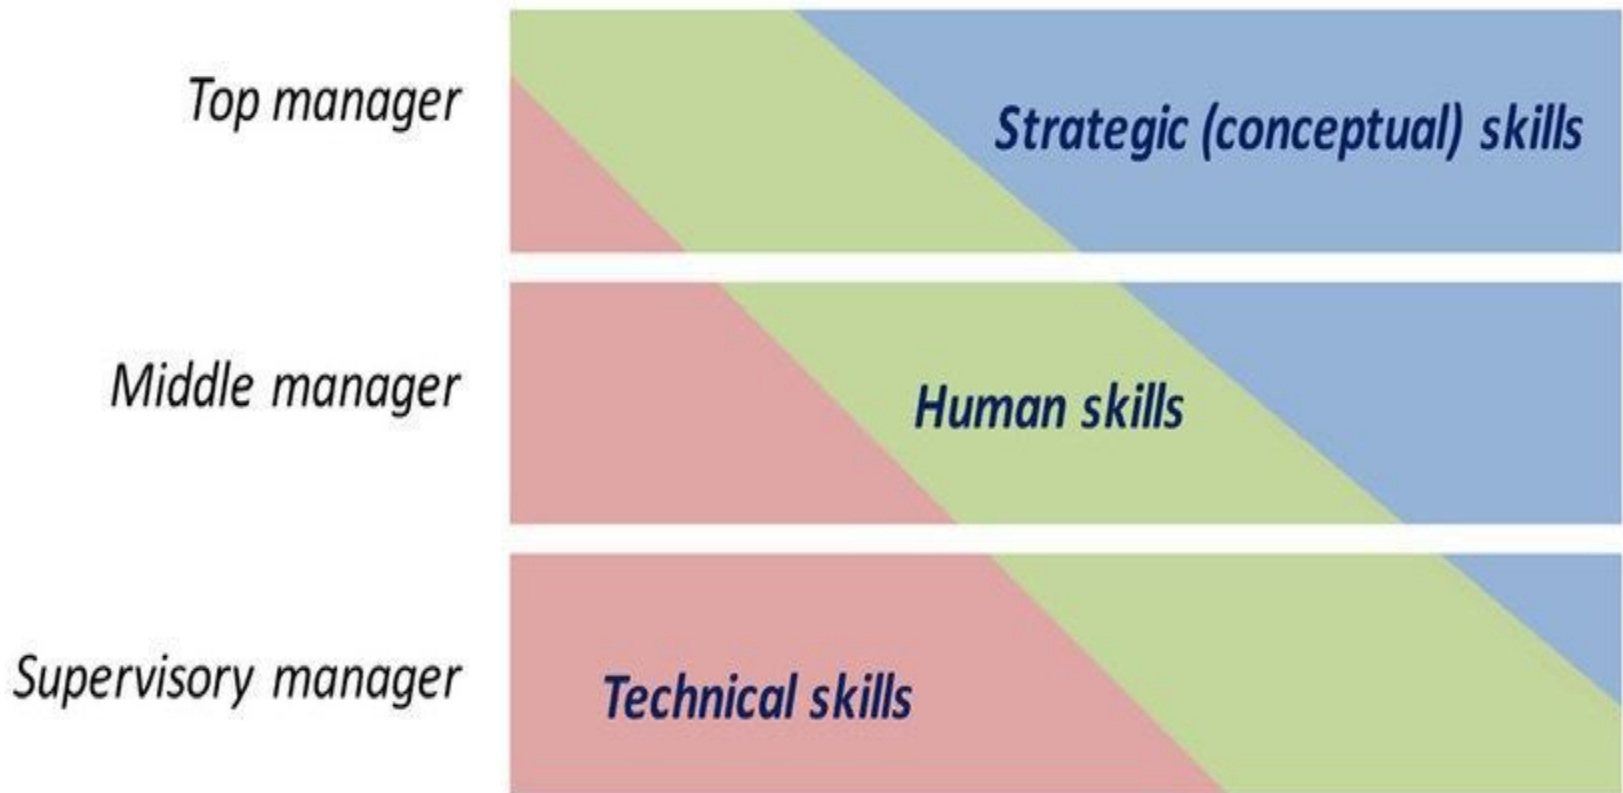 Top manager
Strategic (conceptual) skills
Middle manager
Human skills
Supervisory manager
Technical skills